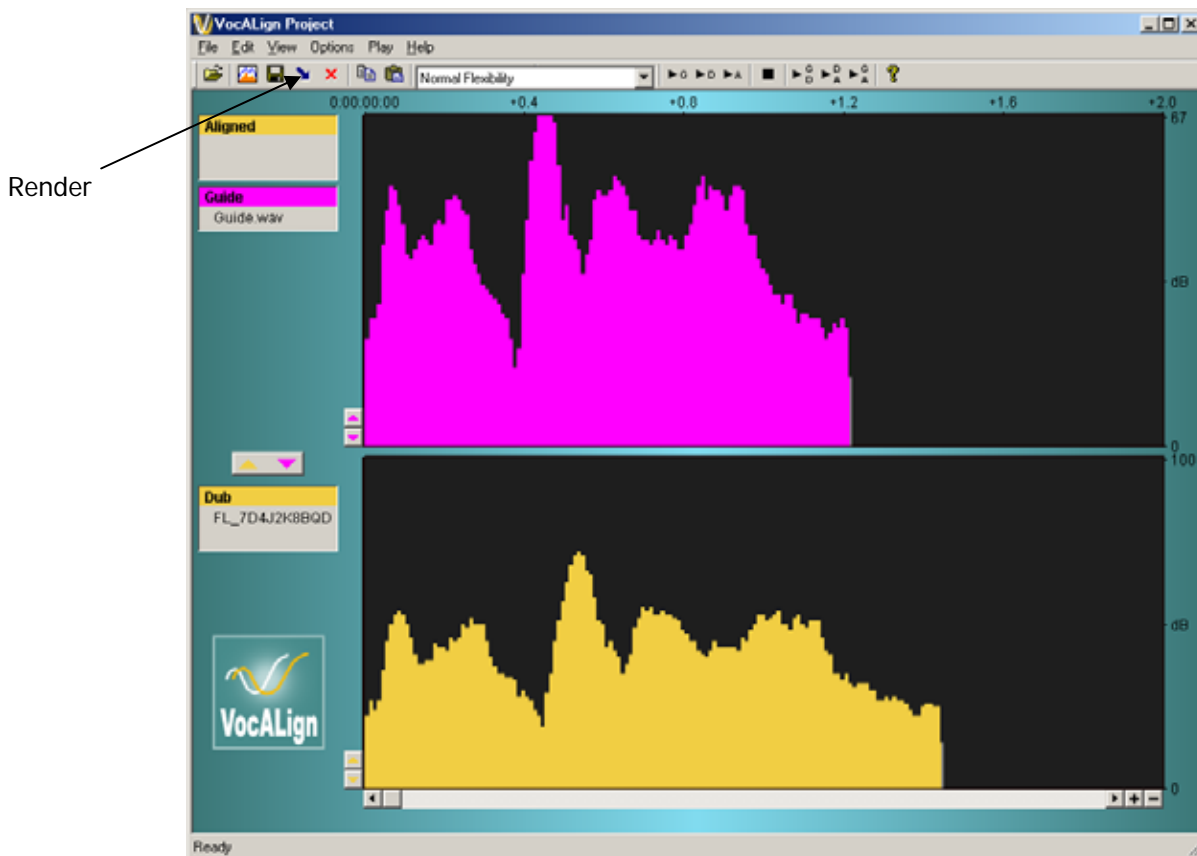 VocALign Project
File Edit View Options Play Help
Normal Flexibility G D A G D D A G A
0:00:00:00 +0.4 +0.8 +1.2 +1.6 +2.0
Aligned
67
Render
Guide
Guide.wav
dB
0
100
Dub
FL_7D4J2K8BQD
dB
VocALign
0
Ready